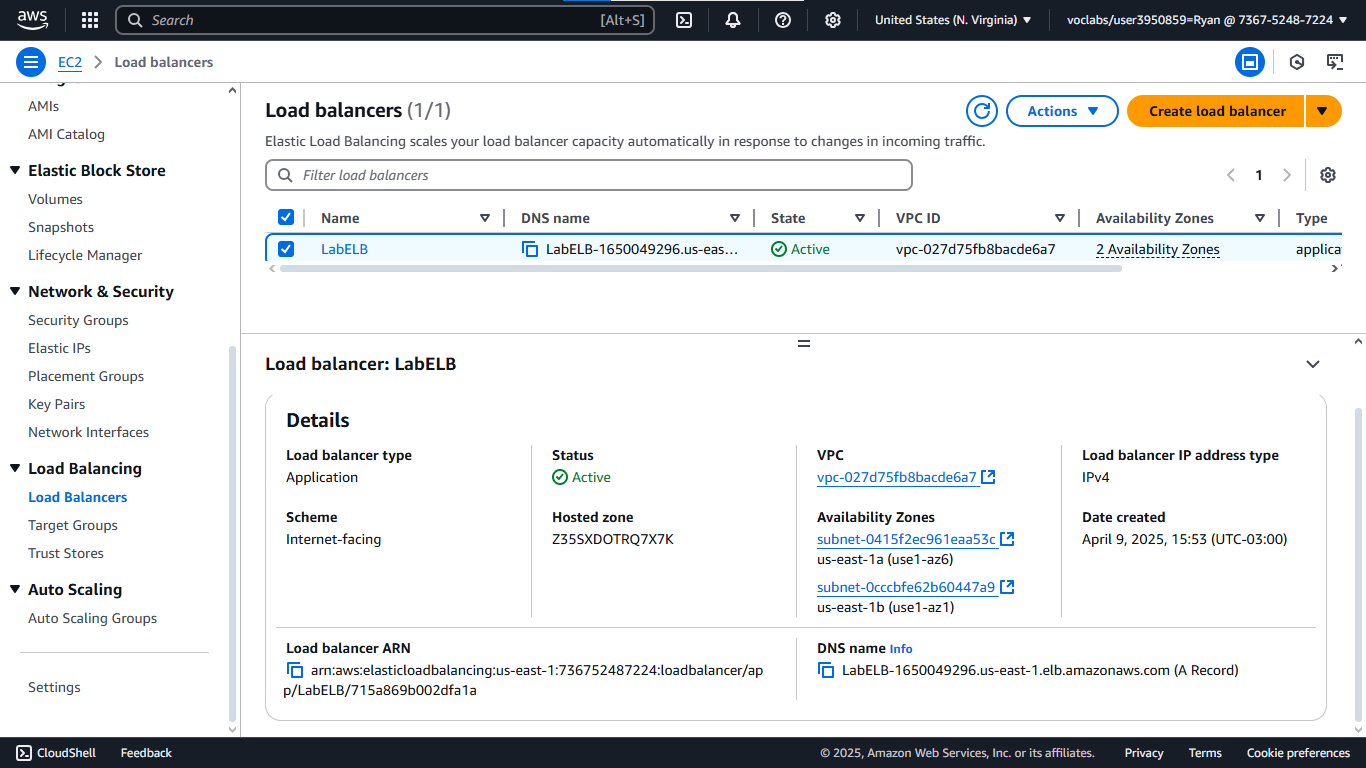 aws
Search [Alt+S] United States (N. Virginia) voclabs/user3950859=Ryan @ 7367-5248-7224
EC2 Load balancers
AMIs
AMI Catalog
Elastic Block Store
Volumes
Snapshots
Lifecycle Manager
Network & Security
Security Groups
Elastic IPs
Placement Groups
Key Pairs
Network Interfaces
Load Balancing
Load Balancers
Target Groups
Trust Stores
Auto Scaling
Auto Scaling Groups
Settings
Load balancers (1/1)
Actions
Create load balancer
Elastic Load Balancing scales your load balancer capacity automatically in response to changes in incoming traffic.
Filter load balancers
1
Name DNS name State VPC ID Availability Zones Type
LabELB LabELB-1650049296.us-eas... Active vpc-027d75fb8bacde6a7 2 Availability Zones applica
Load balancer: LabELB
Details
Load balancer type
Application
Status
Active
VPC
vpc-027d75fb8bacde6a7
Load balancer IP address type
IPv4
Scheme
Internet-facing
Hosted zone
Z35SXDOTRQ7X7K
Availability Zones
subnet-0415f2ec961eaa53c
us-east-1a (use1-az6)
subnet-0cccbfe62b60447a9
us-east-1b (use1-az1)
Date created
April 9, 2025, 15:53 (UTC-03:00)
Load balancer ARN
arn:aws:elasticloadbalancing:us-east-1:736752487224:loadbalancer/ap
p/LabELB/715a869b002dfa1a
DNS name Info
LabELB-1650049296.us-east-1.elb.amazonaws.com (A Record)
CloudShell Feedback © 2025, Amazon Web Services, Inc. or its affiliates. Privacy Terms Cookie preferences